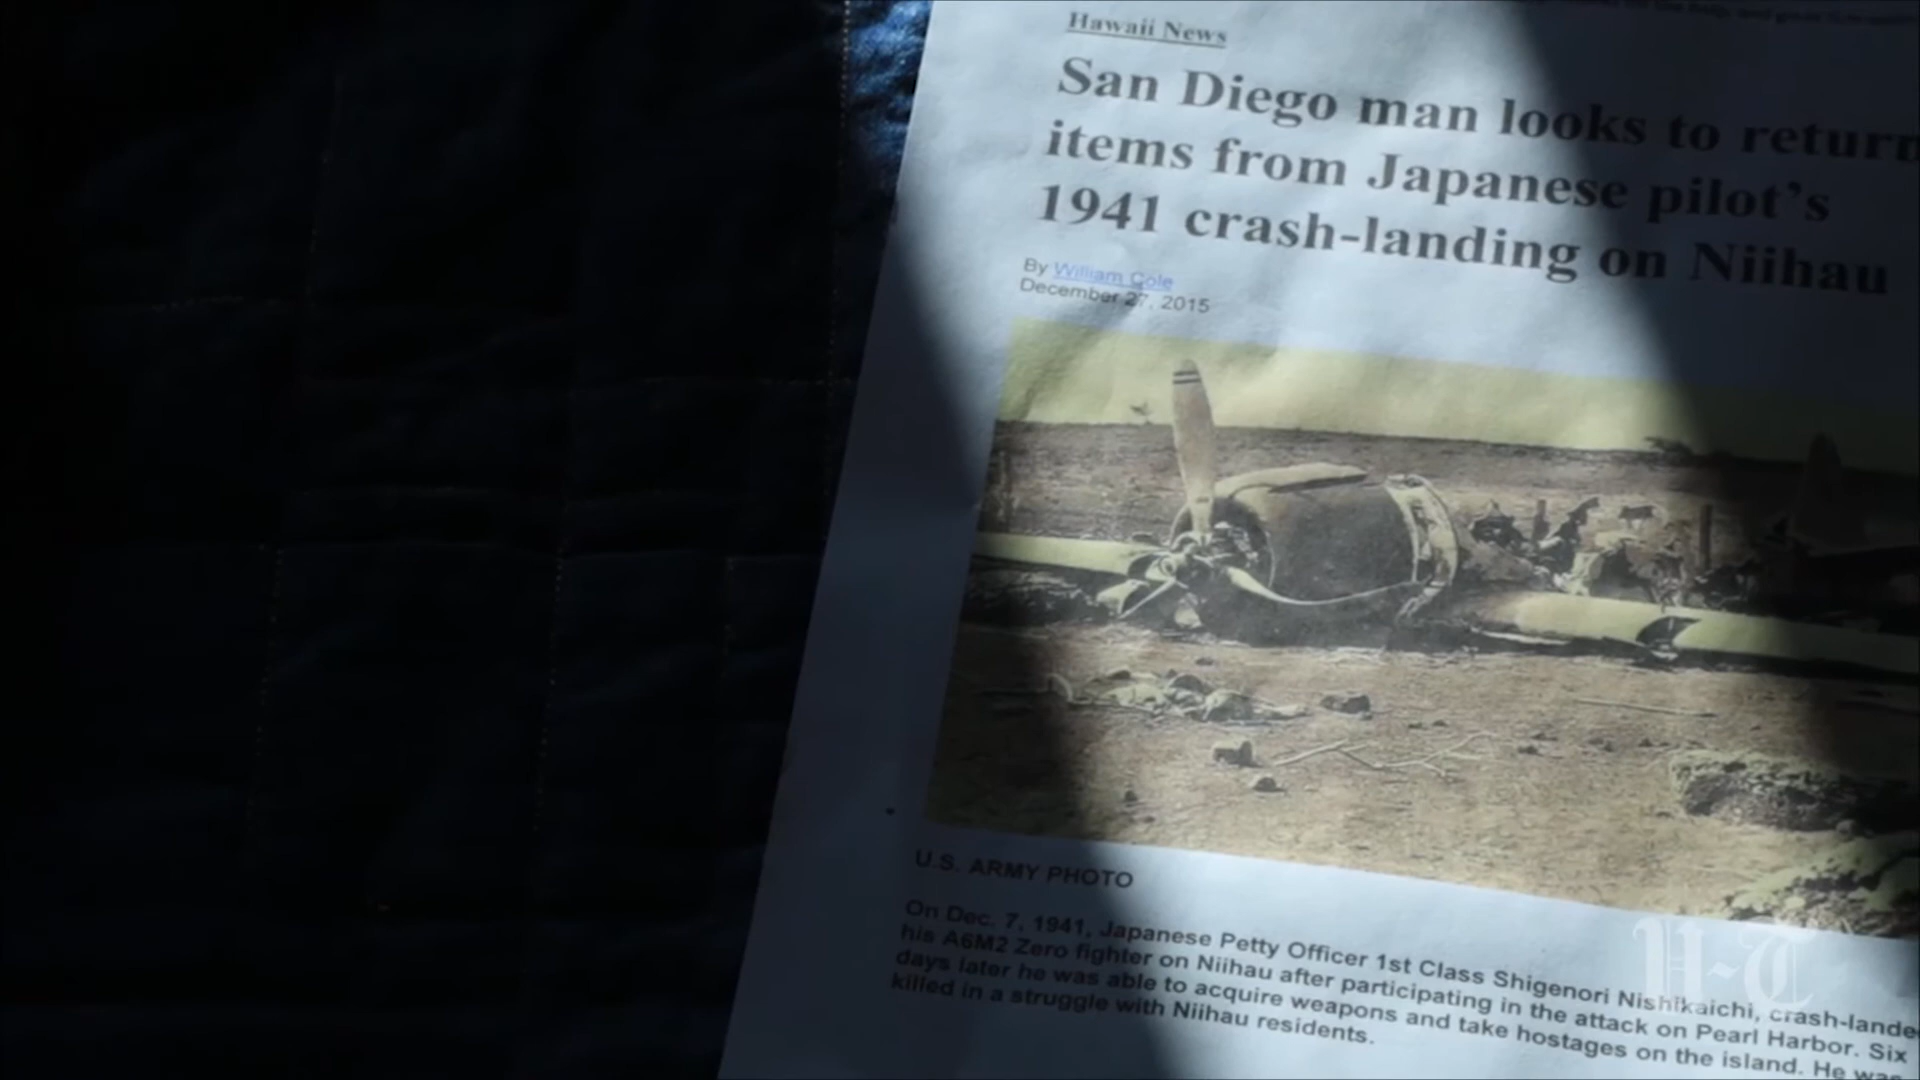 Hawaii News
San Diego man looks to return
items from Japanese pilot's
1941 crash-landing on Niihau
By William Cole
December 27, 2015
U.S. ARMY PHOTO
On Dec. 7, 1941, Japanese Petty Officer 1st Class Shigenori Nishikaichi, crash-lande
his A6M2 Zero fighter on Niihau after participating in the attack on Pearl Harbor. Six
days later he was able to acquire weapons and take hostages on the island. He was
killed in a struggle with Niihau residents.
U-T